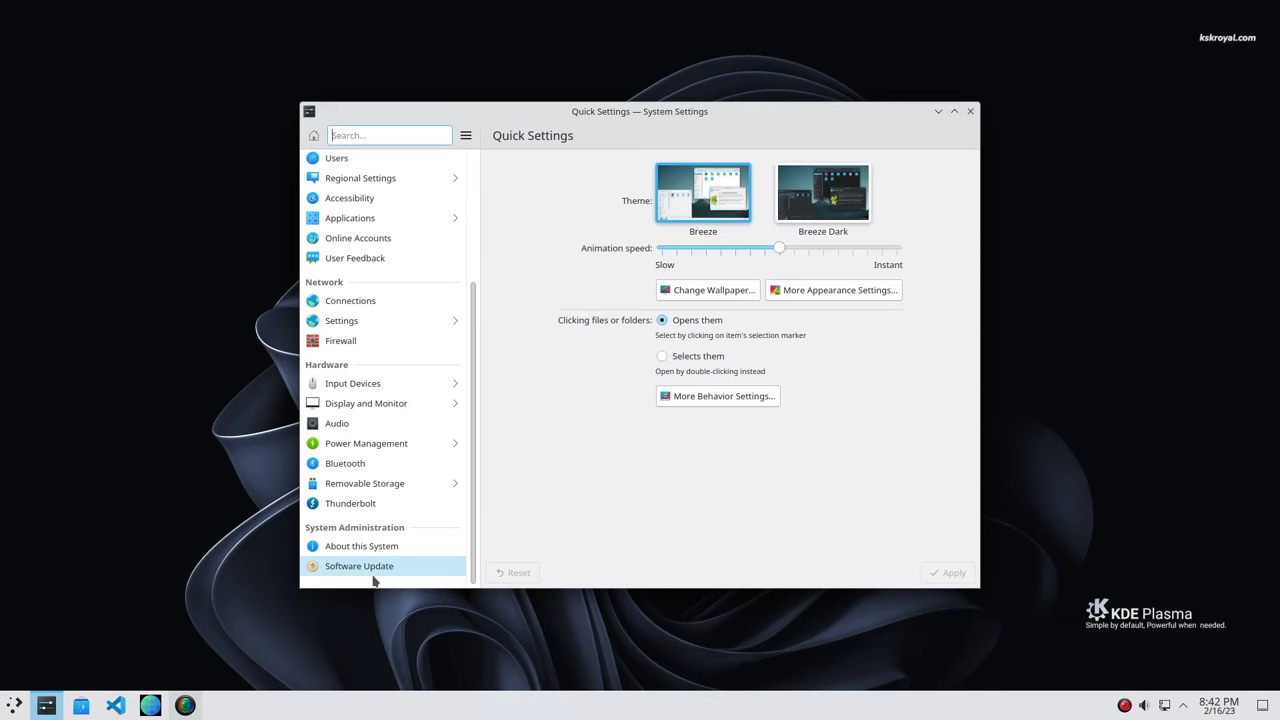 kskroyal.com
Quick Settings — System Settings
Search...
Quick Settings
Users
Regional Settings
Accessibility
Applications
Online Accounts
User Feedback
Network
Connections
Settings
Firewall
Hardware
Input Devices
Display and Monitor
Audio
Power Management
Bluetooth
Removable Storage
Thunderbolt
System Administration
About this System
Software Update
Theme:
Breeze
Breeze Dark
Animation speed:
Slow
Instant
Change Wallpaper...
More Appearance Settings...
Clicking files or folders:
Opens them
Select by clicking on item's selection marker
Selects them
Open by double-clicking instead
More Behavior Settings...
Reset
Apply
KDE Plasma
Simple by default, Powerful when needed.
8:42 PM
2/16/23